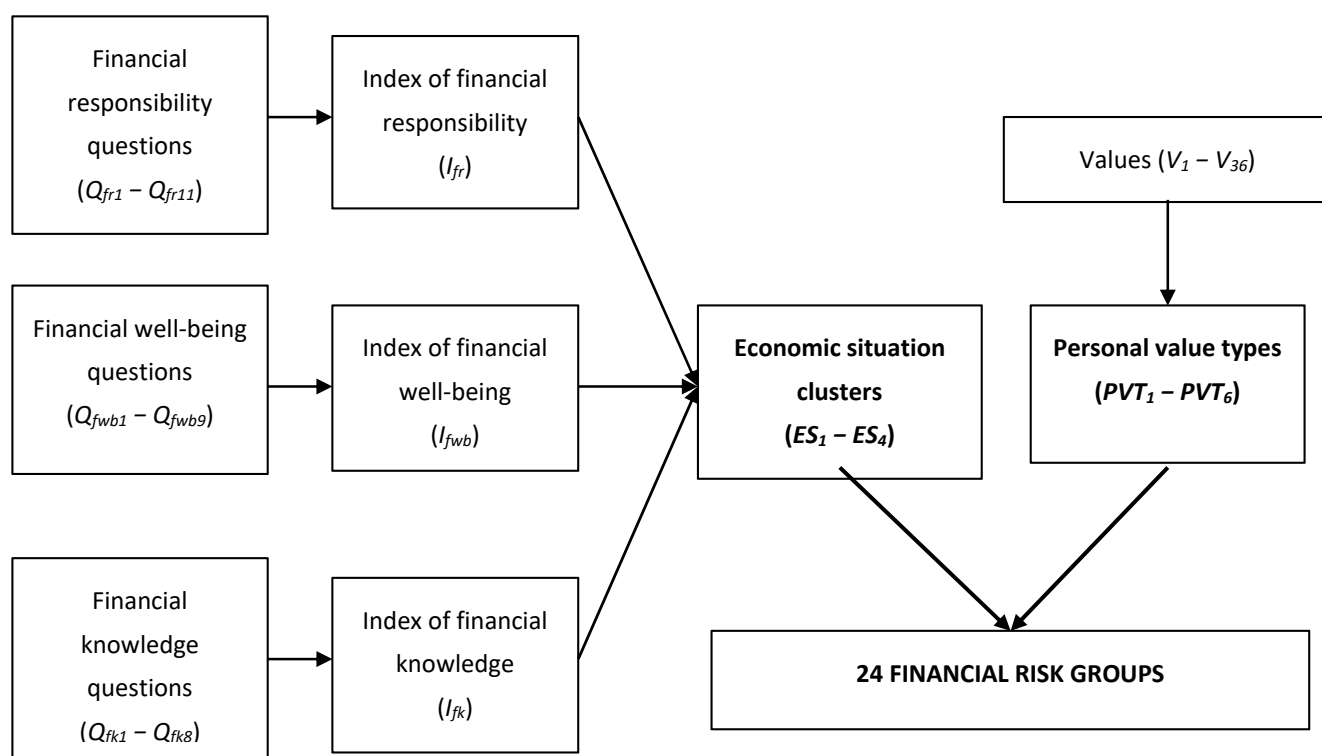 Financial
responsibility
questions
(Qfr1 − Qfr11)
Index of financial
responsibility
(Ifr)
Values (V1 − V36)
Financial well-being
questions
(Qfwb1 − Qfwb9)
Index of financial
well-being
(Ifwb)
Economic situation
clusters
(ES1 − ES4)
Personal value types
(PVT1 − PVT6)
Financial
knowledge
questions
(Qfk1 − Qfk8)
Index of financial
knowledge
(Ifk)
24 FINANCIAL RISK GROUPS